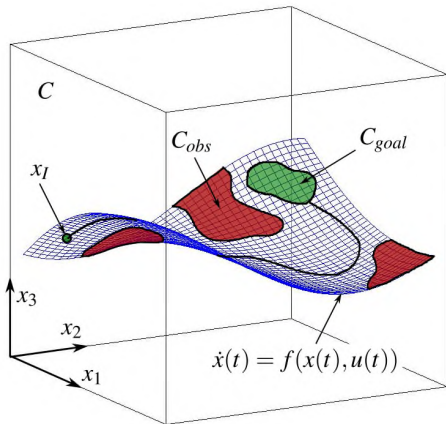 C
C_obs
C_goal
x_I
x_3
x_2
x_1
ẋ(t) = f(x(t),u(t))